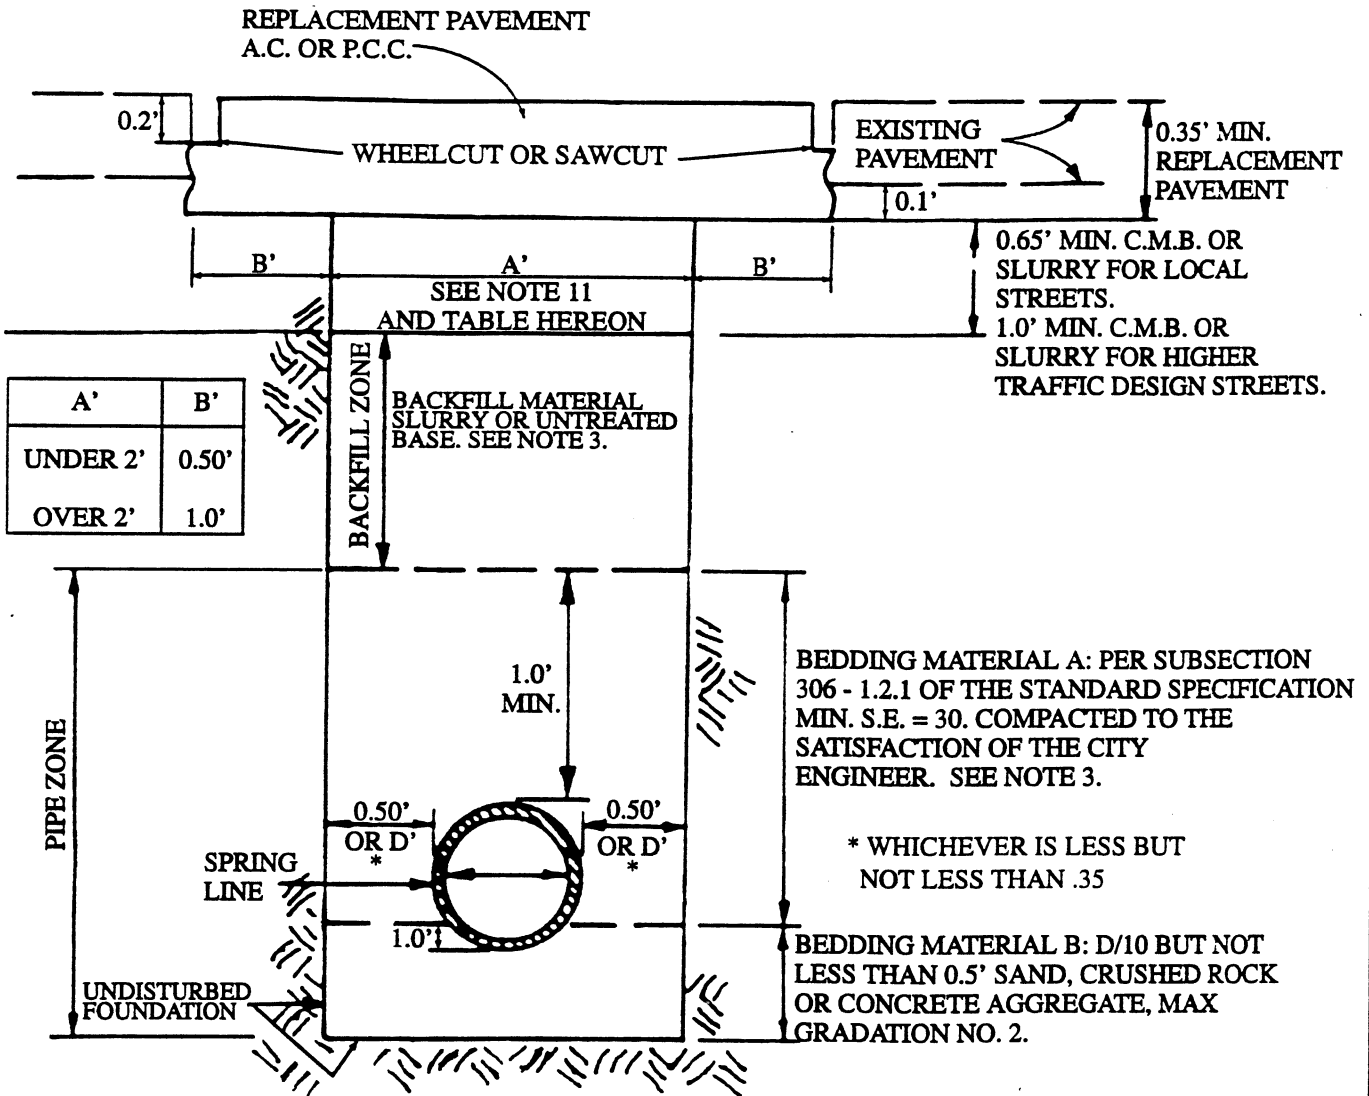 REPLACEMENT PAVEMENT
A.C. OR P.C.C.
0.2'
WHEELCUT OR SAWCUT
EXISTING
PAVEMENT
0.35' MIN.
REPLACEMENT
PAVEMENT
0.1'
B'
A'
B'
SEE NOTE 11
AND TABLE HEREON
0.65' MIN. C.M.B. OR
SLURRY FOR LOCAL
STREETS.
1.0' MIN. C.M.B. OR
SLURRY FOR HIGHER
TRAFFIC DESIGN STREETS.
A' B'
UNDER 2' 0.50'
OVER 2' 1.0'
BACKFILL ZONE
BACKFILL MATERIAL
SLURRY OR UNTREATED
BASE. SEE NOTE 3.
PIPE ZONE
1.0'
MIN.
BEDDING MATERIAL A: PER SUBSECTION
306 - 1.2.1 OF THE STANDARD SPECIFICATION
MIN. S.E. = 30. COMPACTED TO THE
SATISFACTION OF THE CITY
ENGINEER. SEE NOTE 3.
0.50'
OR D'
*
0.50'
OR D'
*
* WHICHEVER IS LESS BUT
NOT LESS THAN .35
SPRING
LINE
1.0'
BEDDING MATERIAL B: D/10 BUT NOT
LESS THAN 0.5' SAND, CRUSHED ROCK
OR CONCRETE AGGREGATE, MAX
GRADATION NO. 2.
UNDISTURBED
FOUNDATION